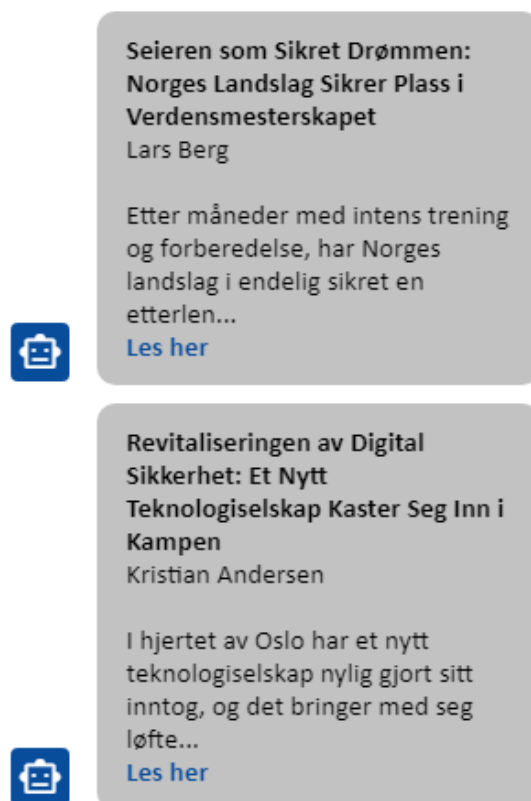 Seieren som Sikret Drømmen:
Norges Landslag Sikrer Plass i
Verdensmesterskapet
Lars Berg
Etter måneder med intens trening
og forberedelse, har Norges
landslag i endelig sikret en
etterlen...
Les her
Revitaliseringen av Digital
Sikkerhet: Et Nytt
Teknologiselskap Kaster Seg Inn i
Kampen
Kristian Andersen
I hjertet av Oslo har et nytt
teknologiselskap nylig gjort sitt
inntog, og det bringer med seg
løfte...
Les her